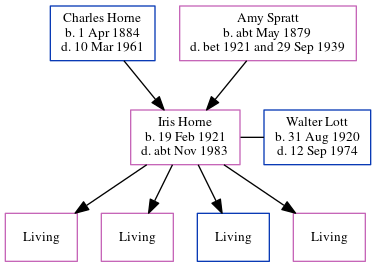 Charles Horne
b. 1 Apr 1884
d. 10 Mar 1961
Amy Spratt
b. abt May 1879
d. bet 1921 and 29 Sep 1939
Iris Horne
b. 19 Feb 1921
d. abt Nov 1983
Walter Lott
b. 31 Aug 1920
d. 12 Sep 1974
Living
Living
Living
Living